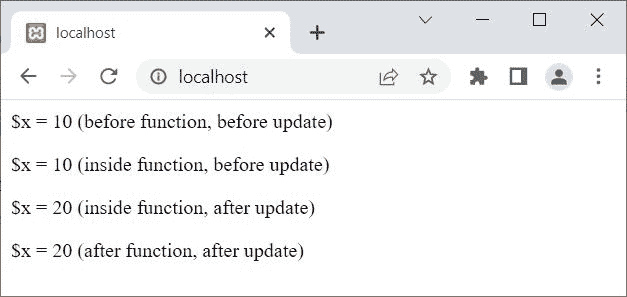 localhost
localhost
$x = 10 (before function, before update)
$x = 10 (inside function, before update)
$x = 20 (inside function, after update)
$x = 20 (after function, after update)